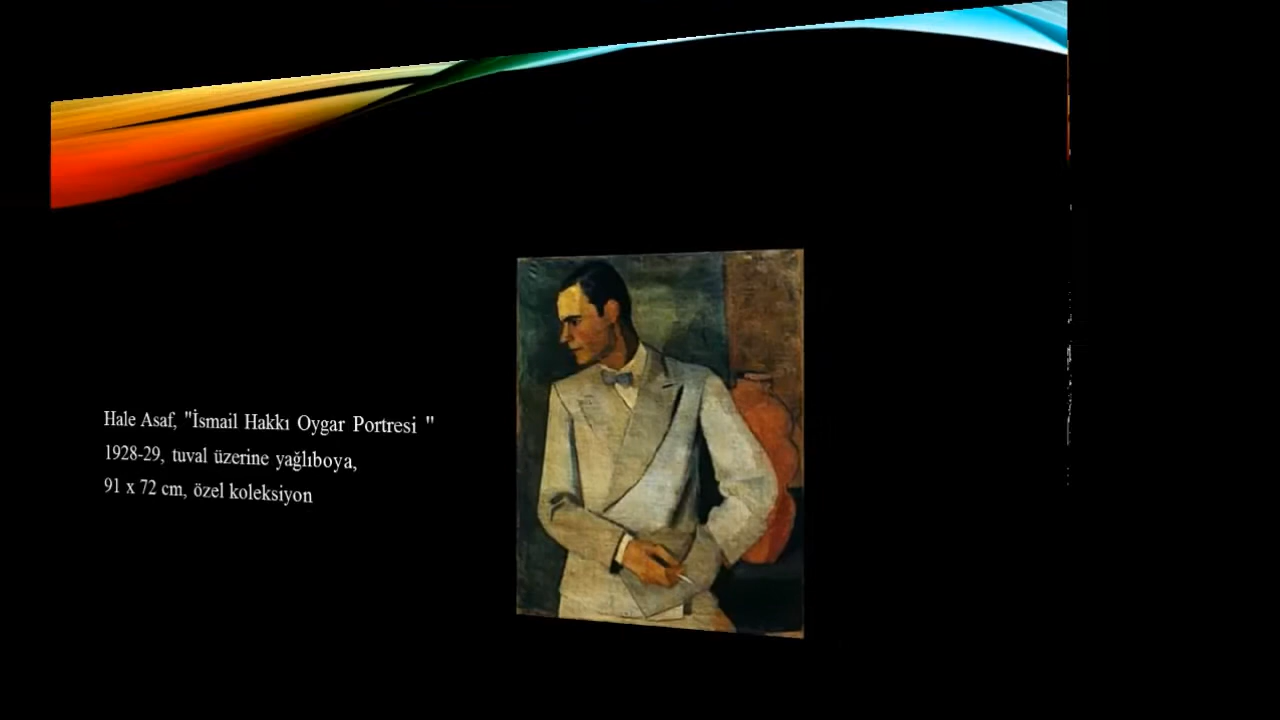 Hale Asaf, "İsmail Hakkı Oygar Portresi "
1928-29, tuval üzerine yağlıboya,
91 x 72 cm, özel koleksiyon